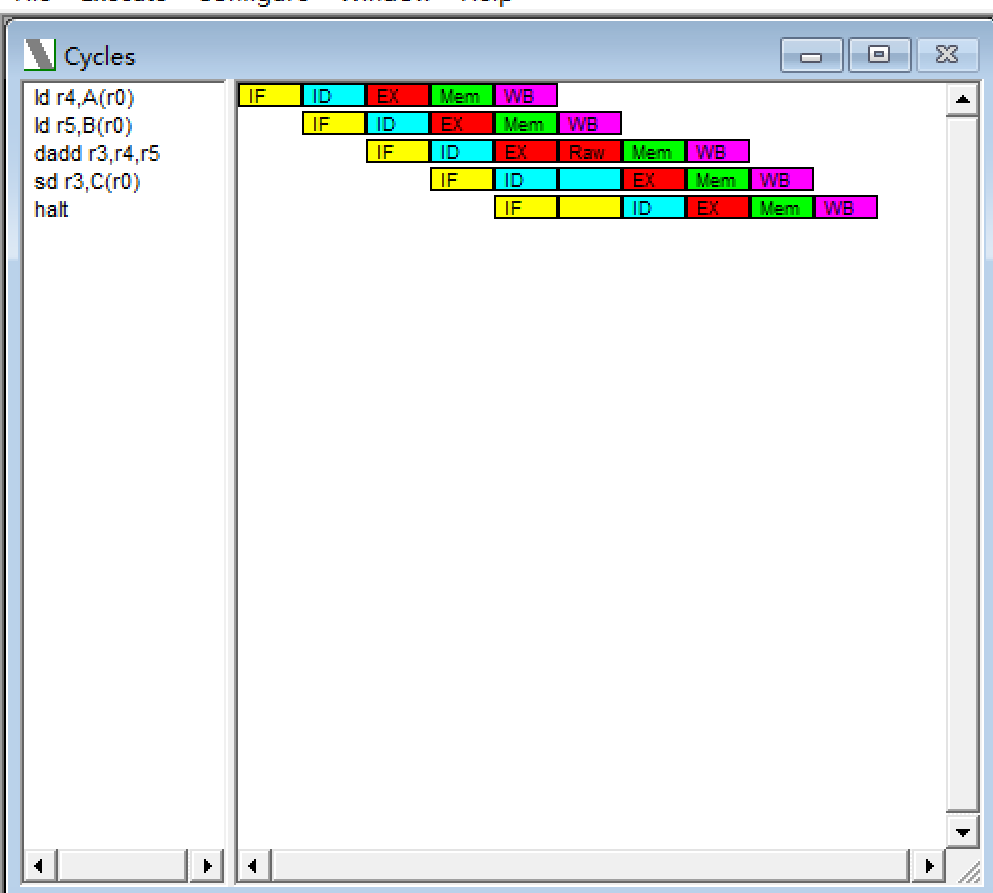 Cycles
ld r4,A(r0) IF ID EX Mem WB
ld r5,B(r0) IF ID EX Mem WB
dadd r3,r4,r5 IF ID EX Raw Mem WB
sd r3,C(r0) IF ID EX Mem WB
halt IF ID EX Mem WB